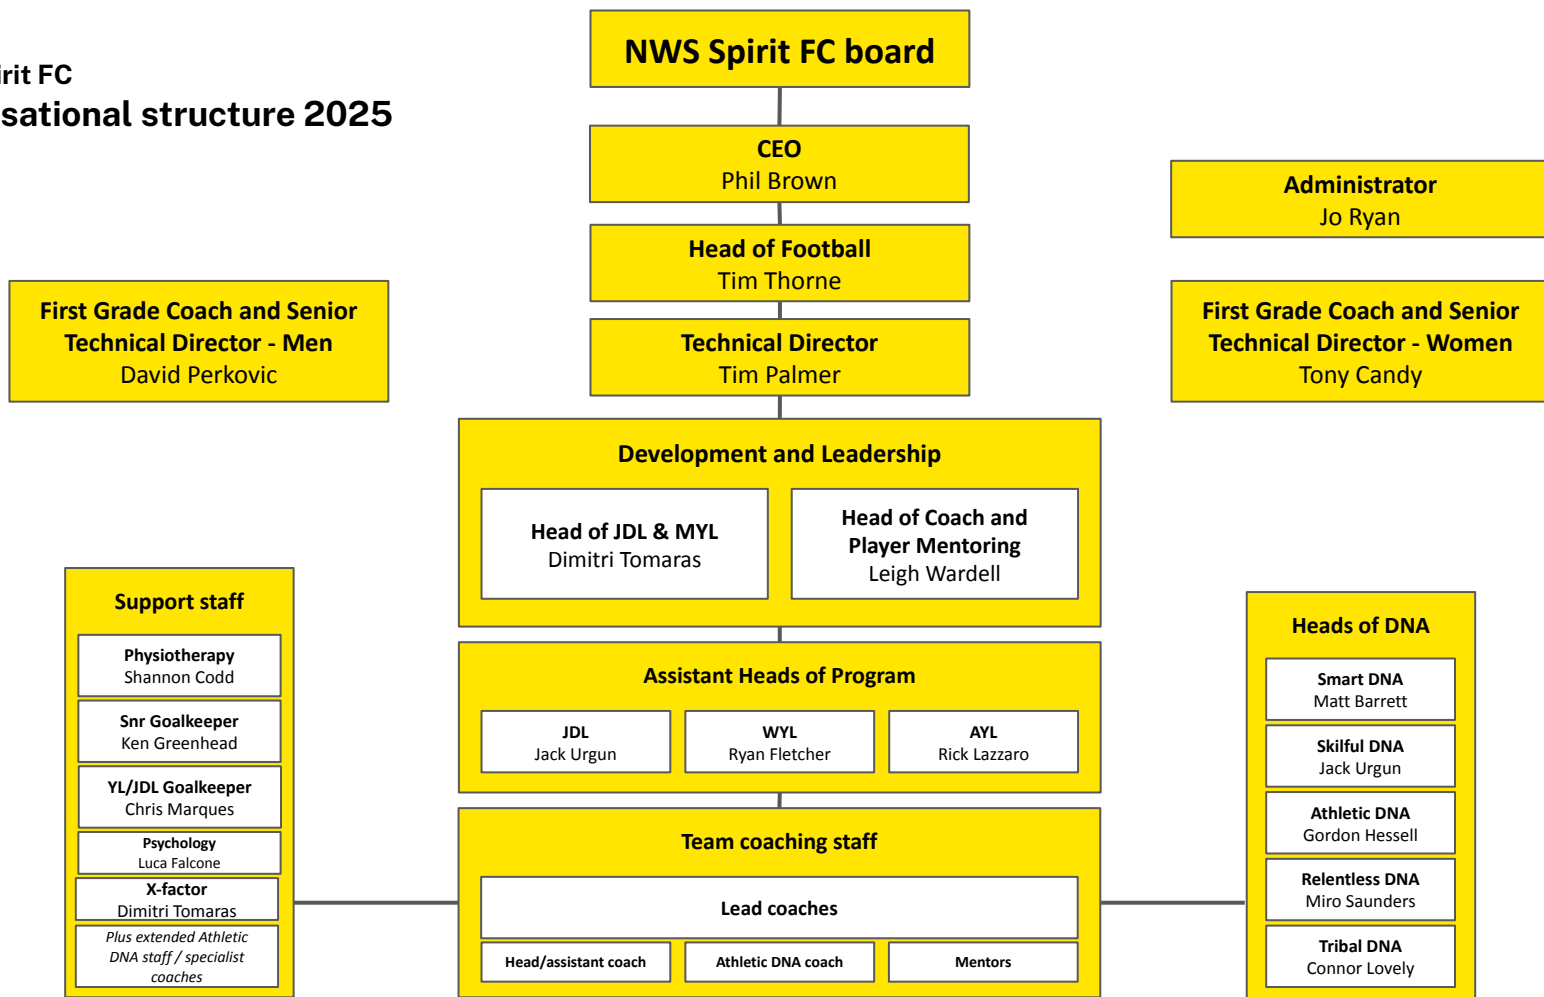 NWS Spirit FC board
irit FC
sational structure 2025
CEO
Phil Brown
Administrator
Jo Ryan
Head of Football
Tim Thorne
First Grade Coach and Senior
Technical Director - Men
David Perkovic
Technical Director
Tim Palmer
First Grade Coach and Senior
Technical Director - Women
Tony Candy
Development and Leadership
Head of JDL & MYL
Dimitri Tomaras
Head of Coach and
Player Mentoring
Leigh Wardell
Support staff
Physiotherapy
Shannon Codd
Snr Goalkeeper
Ken Greenhead
YL/JDL Goalkeeper
Chris Marques
Psychology
Luca Falcone
X-factor
Dimitri Tomaras
Plus extended Athletic
DNA staff / specialist
coaches
Assistant Heads of Program
JDL
Jack Urgun
WYL
Ryan Fletcher
AYL
Rick Lazzaro
Team coaching staff
Lead coaches
Head/assistant coach
Athletic DNA coach
Mentors
Heads of DNA
Smart DNA
Matt Barrett
Skilful DNA
Jack Urgun
Athletic DNA
Gordon Hessell
Relentless DNA
Miro Saunders
Tribal DNA
Connor Lovely